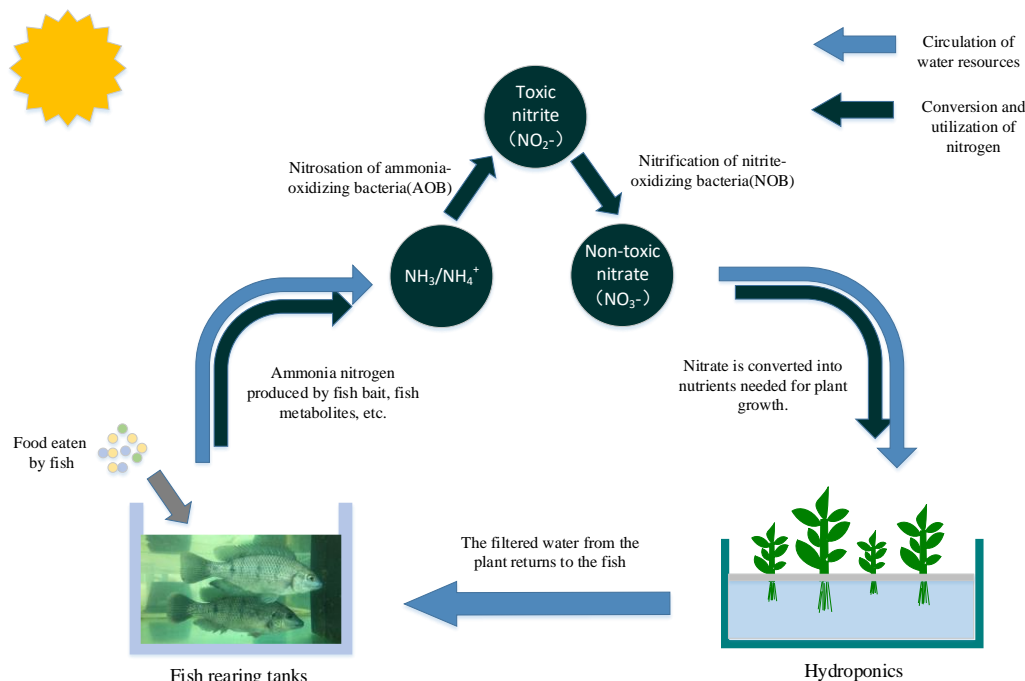 Circulation of
water resources
Conversion and
utilization of
nitrogen
Toxic
nitrite
（NO₂-）
Nitrosation of ammonia-
oxidizing bacteria(AOB)
Nitrification of nitrite-
oxidizing bacteria(NOB)
NH₃/NH₄⁺
Non-toxic
nitrate
（NO₃-）
Ammonia nitrogen
produced by fish bait, fish
metabolites, etc.
Nitrate is converted into
nutrients needed for plant
growth.
Food eaten
by fish
The filtered water from the
plant returns to the fish
Fish rearing tanks
Hydroponics